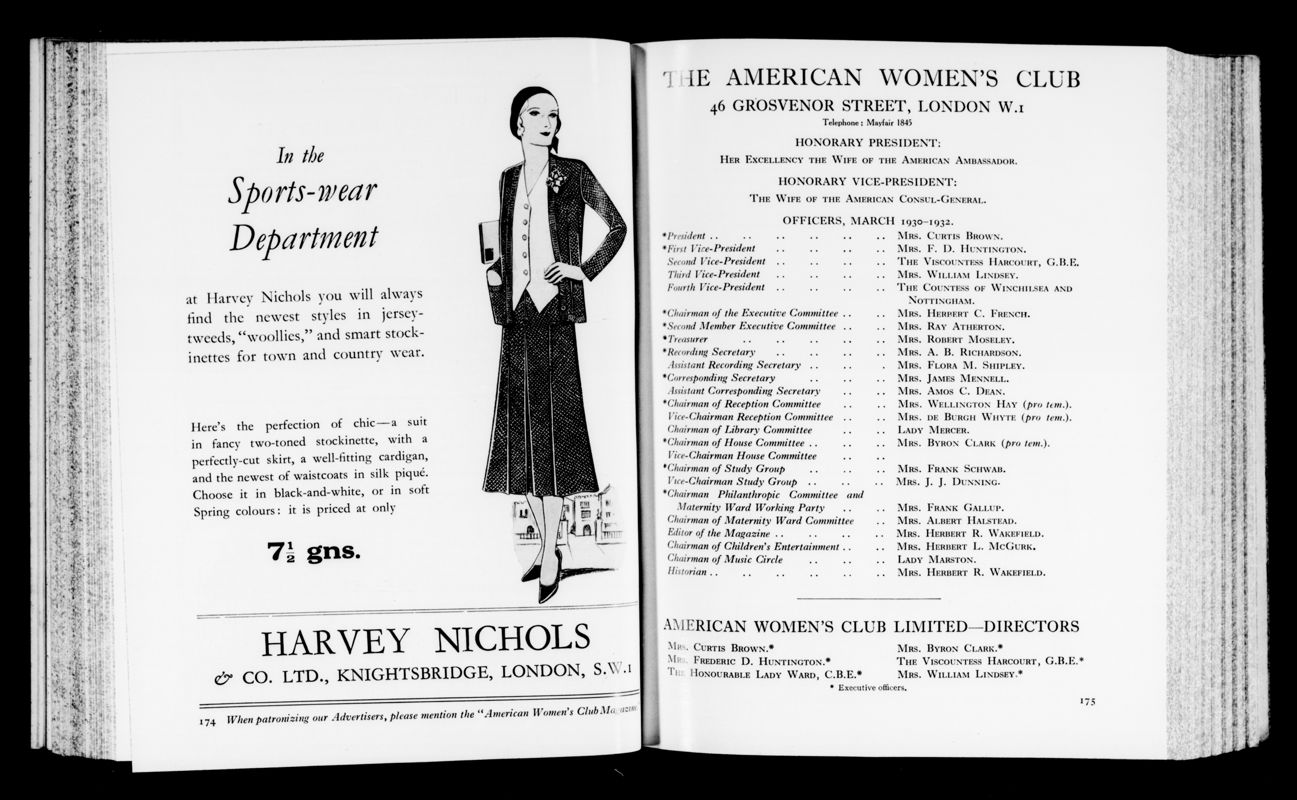 In the
Sports-wear
Department
at Harvey Nichols you will always
find the newest styles in jersey-
tweeds, "woollies," and smart stock-
inettes for town and country wear.
Here's the perfection of chic—a suit
in fancy two-toned stockinette, with a
perfectly-cut skirt, a well-fitting cardigan,
and the newest of waistcoats in silk piqué.
Choose it in black-and-white, or in soft
Spring colours: it is priced at only
7½ gns.
HARVEY NICHOLS
& CO. LTD., KNIGHTSBRIDGE, LONDON, S.W.1
174 When patronizing our Advertisers, please mention the "American Women's Club Magazine
THE AMERICAN WOMEN'S CLUB
46 GROSVENOR STREET, LONDON W.1
Telephone: Mayfair 1845
HONORARY PRESIDENT:
HER EXCELLENCY THE WIFE OF THE AMERICAN AMBASSADOR.
HONORARY VICE-PRESIDENT:
THE WIFE OF THE AMERICAN CONSUL-GENERAL.
OFFICERS, MARCH 1930–1932.
*President .. .. .. .. .. .. MRS. CURTIS BROWN.
*First Vice-President .. .. .. .. MRS. F. D. HUNTINGTON.
Second Vice-President .. .. .. .. THE VISCOUNTESS HARCOURT, G.B.E.
Third Vice-President .. .. .. .. MRS. WILLIAM LINDSEY.
Fourth Vice-President .. .. .. .. THE COUNTESS OF WINCHILSEA AND
NOTTINGHAM.
*Chairman of the Executive Committee .. .. MRS. HERBERT C. FRENCH.
*Second Member Executive Committee .. .. MRS. RAY ATHERTON.
*Treasurer .. .. .. .. .. MRS. ROBERT MOSELEY.
*Recording Secretary .. .. .. .. MRS. A. B. RICHARDSON.
Assistant Recording Secretary .. .. . MRS. FLORA M. SHIPLEY.
*Corresponding Secretary .. .. .. MRS. JAMES MENNELL.
Assistant Corresponding Secretary .. .. MRS. AMOS C. DEAN.
*Chairman of Reception Committee .. .. MRS. WELLINGTON HAY (pro tem.).
Vice-Chairman Reception Committee .. .. MRS. DE BURGH WHYTE (pro tem.).
Chairman of Library Committee .. .. LADY MERCER.
*Chairman of House Committee .. .. .. MRS. BYRON CLARK (pro tem.).
Vice-Chairman House Committee .. ..
*Chairman of Study Group .. .. .. MRS. FRANK SCHWAB.
Vice-Chairman Study Group .. .. .. MRS. J. J. DUNNING.
*Chairman Philanthropic Committee and
Maternity Ward Working Party .. .. MRS. FRANK GALLUP.
Chairman of Maternity Ward Committee .. MRS. ALBERT HALSTEAD.
Editor of the Magazine .. .. .. .. MRS. HERBERT R. WAKEFIELD.
Chairman of Children's Entertainment .. .. MRS. HERBERT L. MCGURK.
Chairman of Music Circle .. .. .. LADY MARSTON.
Historian .. .. .. .. .. .. MRS. HERBERT R. WAKEFIELD.
AMERICAN WOMEN'S CLUB LIMITED—DIRECTORS
MRS. CURTIS BROWN.* MRS. BYRON CLARK.*
MRS. FREDERIC D. HUNTINGTON.* THE VISCOUNTESS HARCOURT, G.B.E.*
THE HONOURABLE LADY WARD, C.B.E.* MRS. WILLIAM LINDSEY.*
* Executive officers.
175